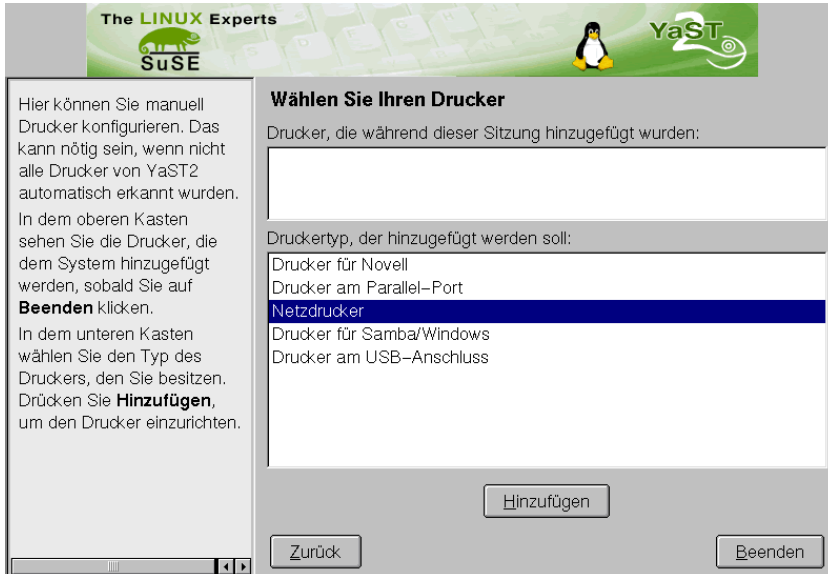 The LINUX Experts
SuSE
YaST
2
Hier können Sie manuell
Drucker konfigurieren. Das
kann nötig sein, wenn nicht
alle Drucker von YaST2
automatisch erkannt wurden.
In dem oberen Kasten
sehen Sie die Drucker, die
dem System hinzugefügt
werden, sobald Sie auf
Beenden klicken.
In dem unteren Kasten
wählen Sie den Typ des
Druckers, den Sie besitzen.
Drücken Sie Hinzufügen,
um den Drucker einzurichten.
Wählen Sie Ihren Drucker
Drucker, die während dieser Sitzung hinzugefügt wurden:
Druckertyp, der hinzugefügt werden soll:
Drucker für Novell
Drucker am Parallel-Port
Netzdrucker
Drucker für Samba/Windows
Drucker am USB-Anschluss
Hinzufügen
Zurück
Beenden